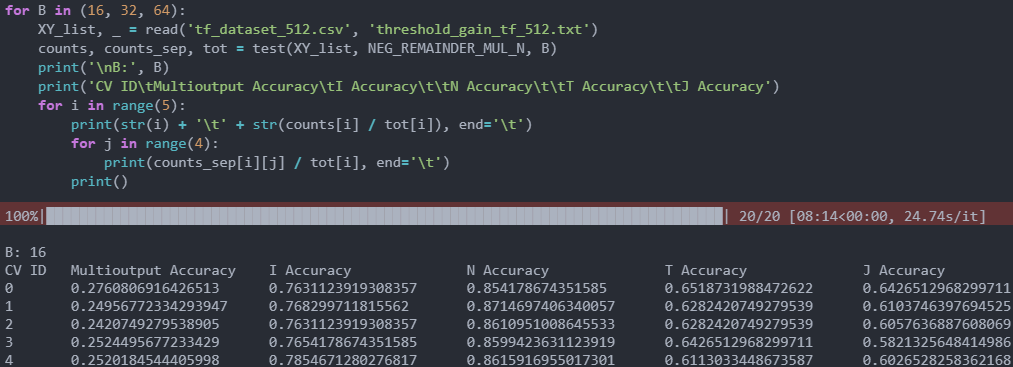 for B in (16, 32, 64):
    XY_list, _ = read('tf_dataset_512.csv', 'threshold_gain_tf_512.txt')
    counts, counts_sep, tot = test(XY_list, NEG_REMAINDER_MUL_N, B)
    print('\nB:', B)
    print('CV ID\tMultioutput Accuracy\tI Accuracy\t\tN Accuracy\t\tT Accuracy\t\tJ Accuracy')
    for i in range(5):
        print(str(i) + '\t' + str(counts[i] / tot[i]), end='\t')
        for j in range(4):
            print(counts_sep[i][j] / tot[i], end='\t')
        print()
100%| | 20/20 [08:14<00:00, 24.74s/it]
B: 16
CV ID	Multioutput Accuracy	I Accuracy	N Accuracy	T Accuracy	J Accuracy
0	0.2760806916426513	0.7631123919308357	0.854178674351585	0.6518731988472622	0.6426512968299711
1	0.24956772334293947	0.768299711815562	0.8714697406340057	0.6282420749279539	0.6103746397694525
2	0.2420749279538905	0.7631123919308357	0.8610951008645533	0.6282420749279539	0.6057636887608069
3	0.2524495677233429	0.7654178674351585	0.8599423631123919	0.6426512968299711	0.5821325648414986
4	0.2520184544405998	0.7854671280276817	0.8615916955017301	0.6113033448673587	0.6026528258362168